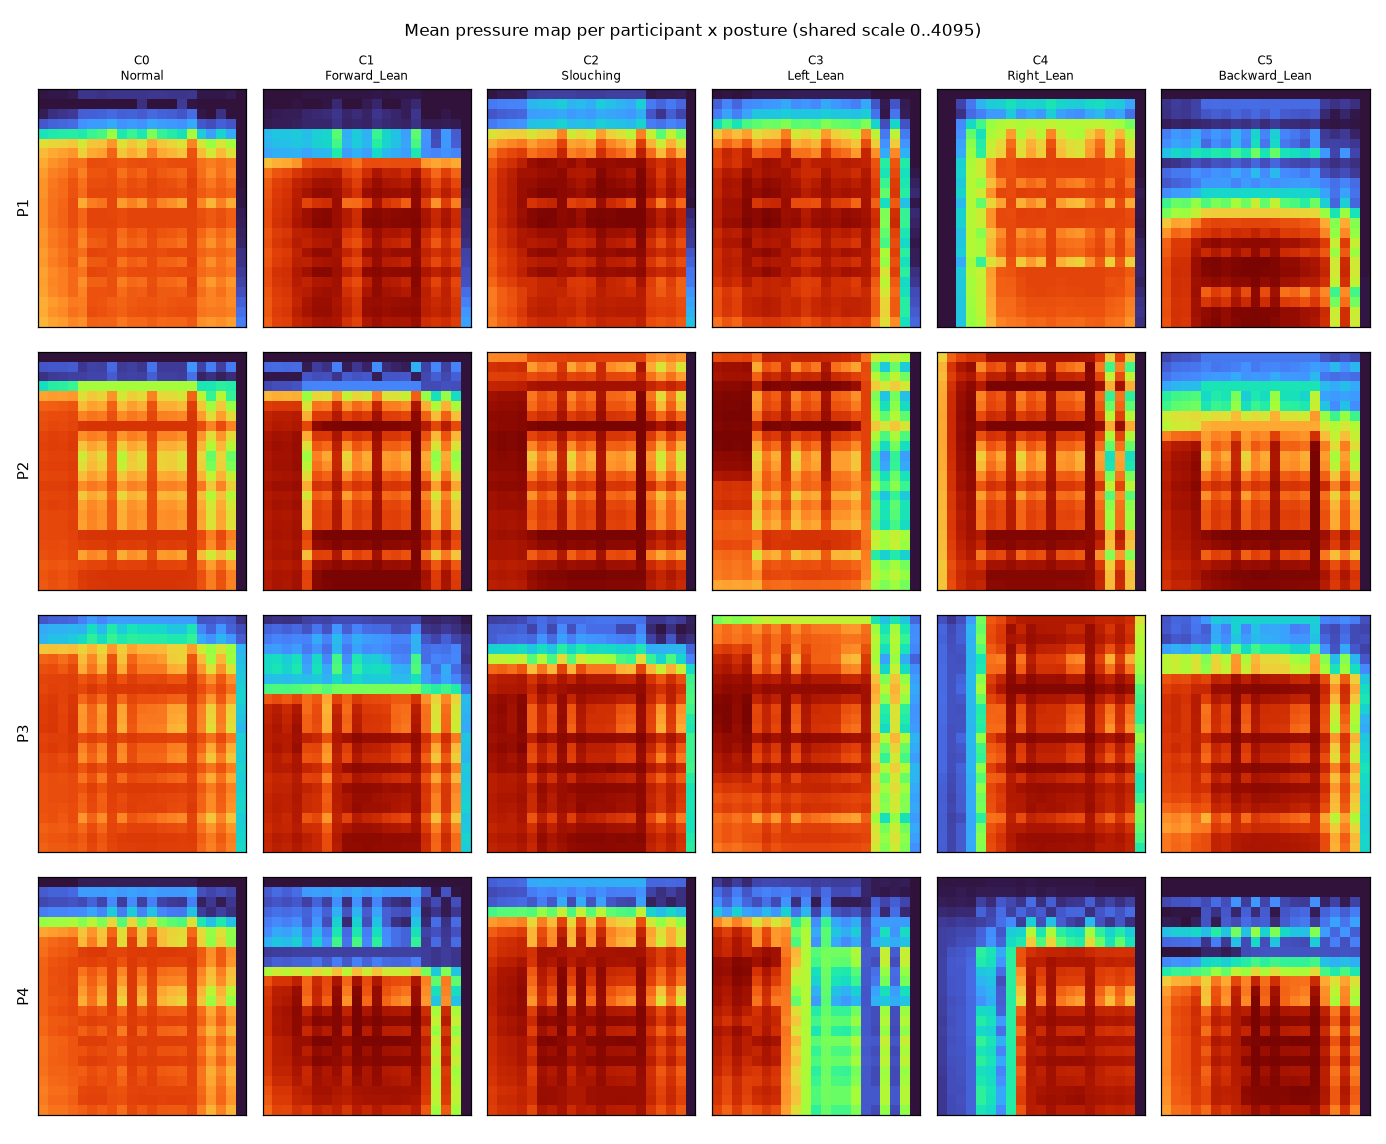 Mean pressure map per participant x posture (shared scale 0..4095)
C0
Normal
C1
Forward_Lean
C2
Slouching
C3
Left_Lean
C4
Right_Lean
C5
Backward_Lean
P1
P2
P3
P4